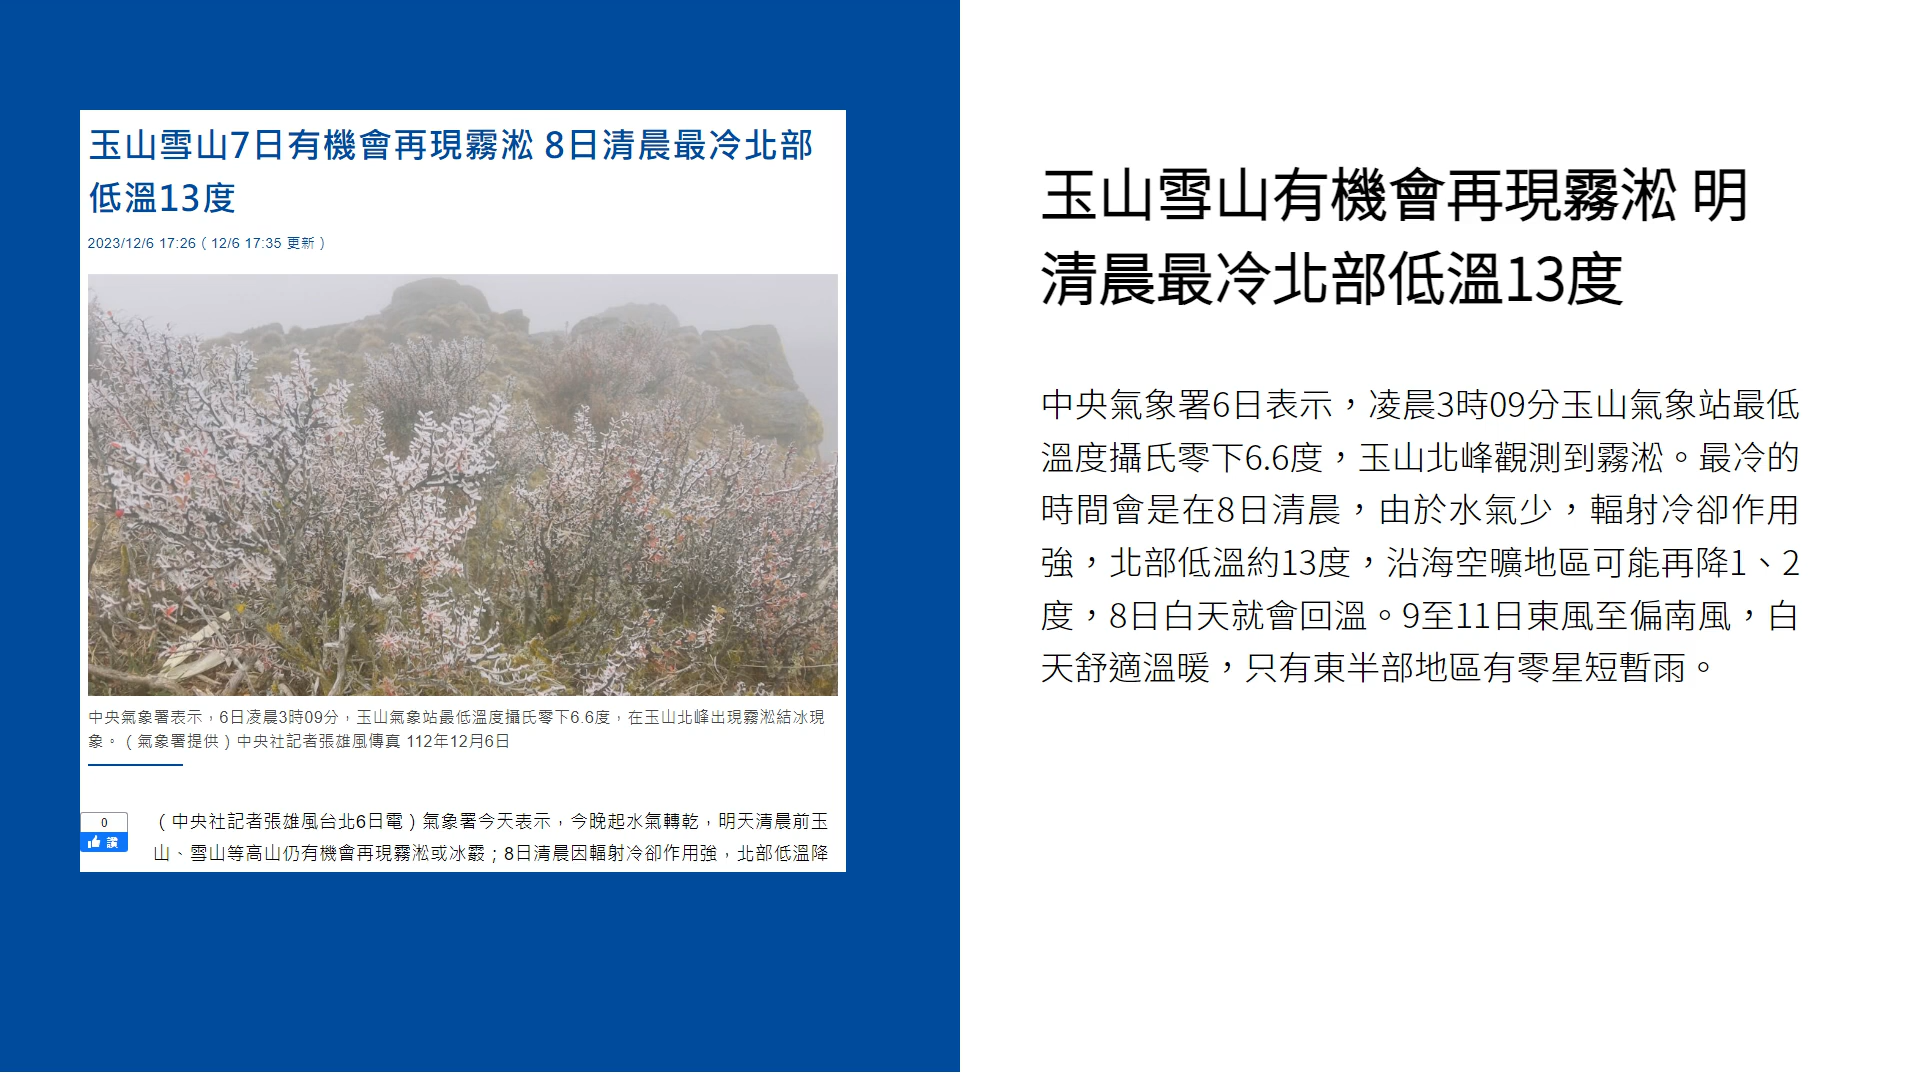 玉山雪山7日有機會再現霧淞 8日清晨最冷北部
低溫13度
2023/12/6 17:26（12/6 17:35 更新）
中央氣象署表示，6日凌晨3時09分，玉山氣象站最低溫度攝氏零下6.6度，在玉山北峰出現霧淞結冰現
象。（氣象署提供）中央社記者張雄風傳真 112年12月6日
0
讚
（中央社記者張雄風台北6日電）氣象署今天表示，今晚起水氣轉乾，明天清晨前玉
山、雪山等高山仍有機會再現霧淞或冰霰；8日清晨因輻射冷卻作用強，北部低溫降
玉山雪山有機會再現霧淞 明
清晨最冷北部低溫13度
中央氣象署6日表示，凌晨3時09分玉山氣象站最低
溫度攝氏零下6.6度，玉山北峰觀測到霧淞。最冷的
時間會是在8日清晨，由於水氣少，輻射冷卻作用
強，北部低溫約13度，沿海空曠地區可能再降1、2
度，8日白天就會回溫。9至11日東風至偏南風，白
天舒適溫暖，只有東半部地區有零星短暫雨。